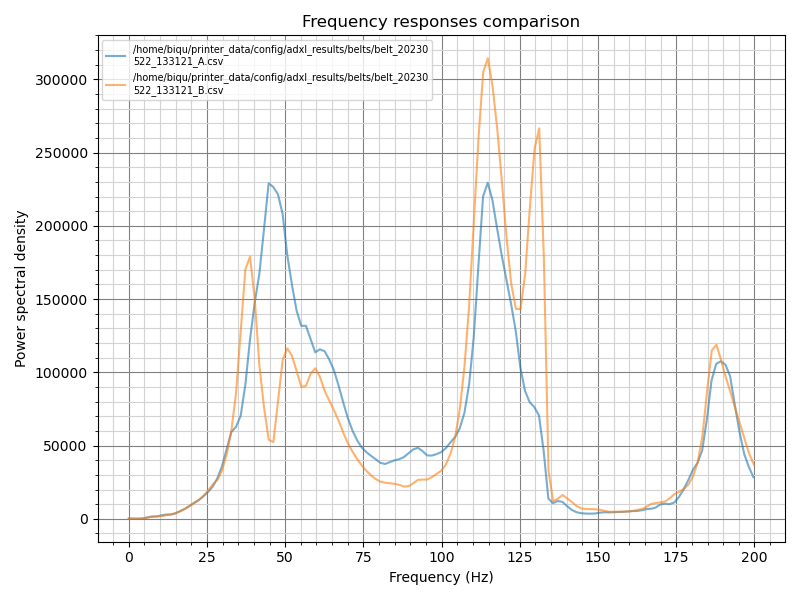 Frequency responses comparison
/home/biqu/printer_data/config/adxl_results/belts/belt_20230
522_133121_A.csv
/home/biqu/printer_data/config/adxl_results/belts/belt_20230
522_133121_B.csv
300000
250000
200000
150000
100000
50000
0
Power spectral density
0 25 50 75 100 125 150 175 200
Frequency (Hz)